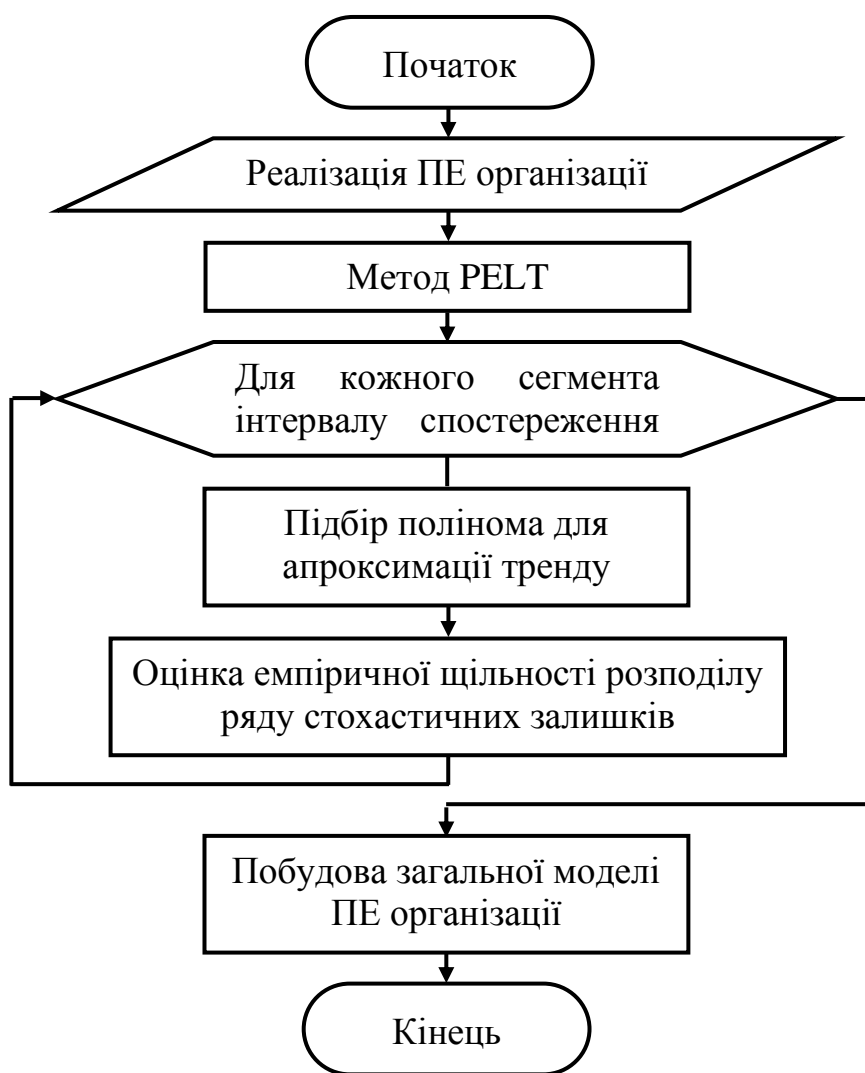 Початок
Реалізація ПЕ організації
Метод PELT
Для кожного сегмента
інтервалу спостереження
Підбір полінома для
апроксимації тренду
Оцінка емпіричної щільності розподілу
ряду стохастичних залишків
Побудова загальної моделі
ПЕ організації
Кінець